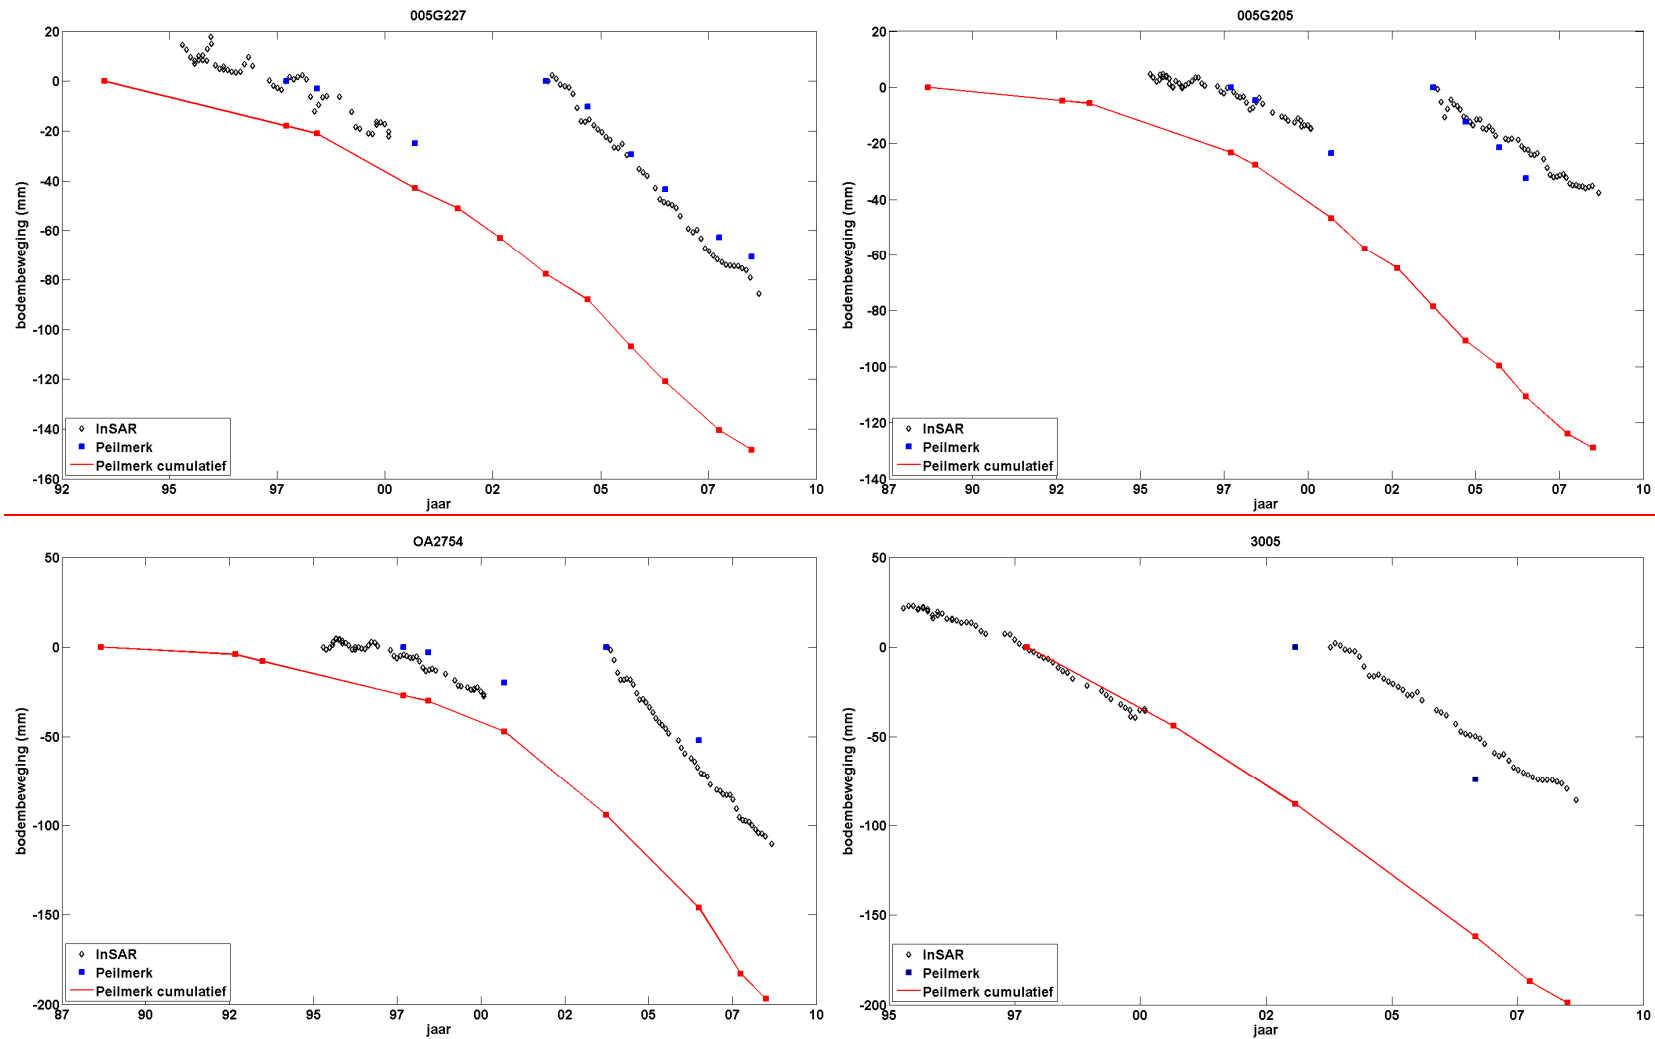 005G227
bodembeweging (mm)
20
0
-20
-40
-60
-80
-100
-120
-140
-160
InSAR
Peilmerk
Peilmerk cumulatief
92 95 97 00 02 05 07 10
jaar
005G205
bodembeweging (mm)
20
0
-20
-40
-60
-80
-100
-120
-140
InSAR
Peilmerk
Peilmerk cumulatief
87 90 92 95 97 00 02 05 07 10
jaar
OA2754
bodembeweging (mm)
50
0
-50
-100
-150
-200
InSAR
Peilmerk
Peilmerk cumulatief
87 90 92 95 97 00 02 05 07 10
jaar
3005
bodembeweging (mm)
50
0
-50
-100
-150
-200
InSAR
Peilmerk
Peilmerk cumulatief
95 97 00 02 05 07 10
jaar